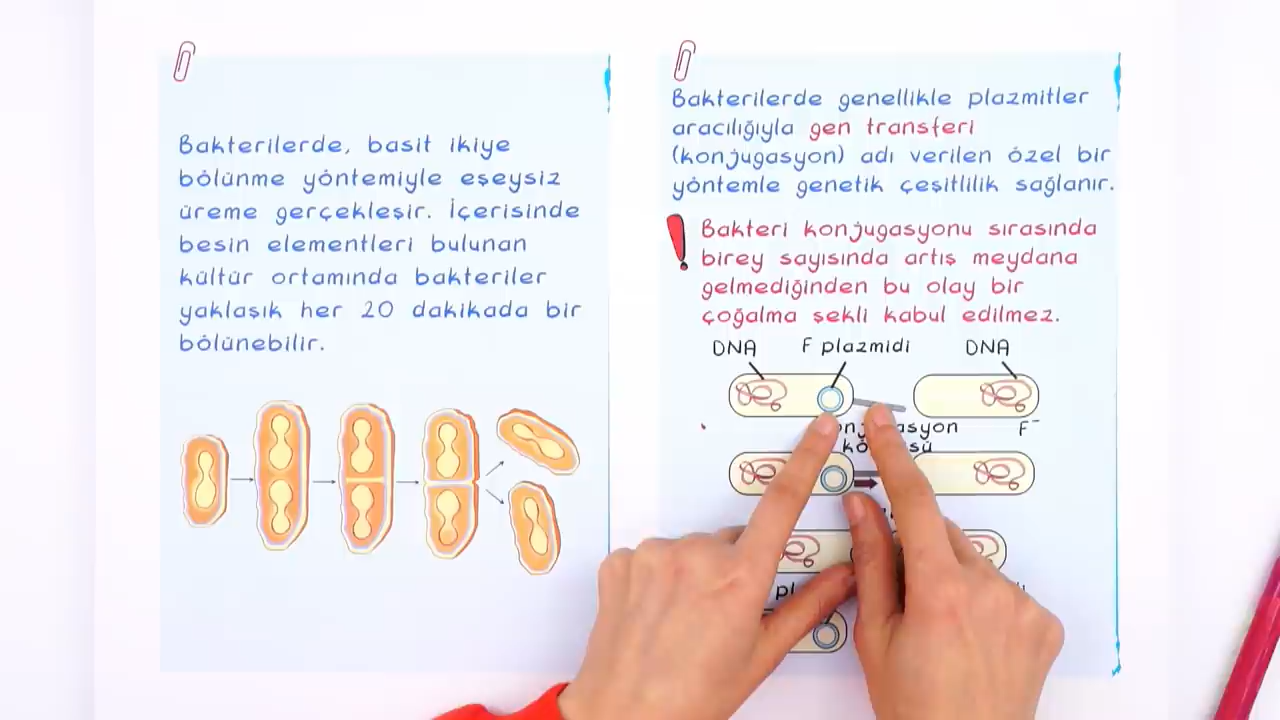 Bakterilerde, basit ikiye
bölünme yöntemiyle eşeysiz
üreme gerçekleşir. İçerisinde
besin elementleri bulunan
kültür ortamında bakteriler
yaklaşık her 20 dakikada bir
bölünebilir.
Bakterilerde genellikle plazmitler
aracılığıyla gen transferi
(konjugasyon) adı verilen özel bir
yöntemle genetik çeşitlilik sağlanır.
Bakteri konjugasyonu sırasında
birey sayısında artış meydana
gelmediğinden bu olay bir
çoğalma şekli kabul edilmez.
DNA F plazmidi DNA
F⁻